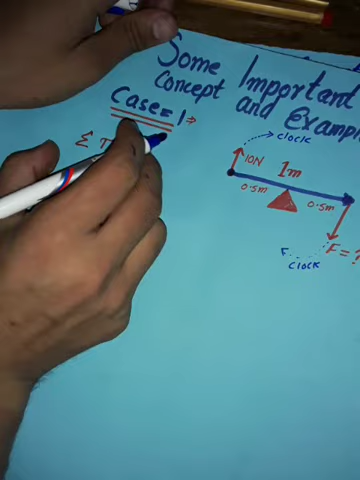 Some Important
Concept and Exampl
Case = 1 ⇒
Σ τ
clock
10N
1m
0.5m
0.5m
F = ?
clock